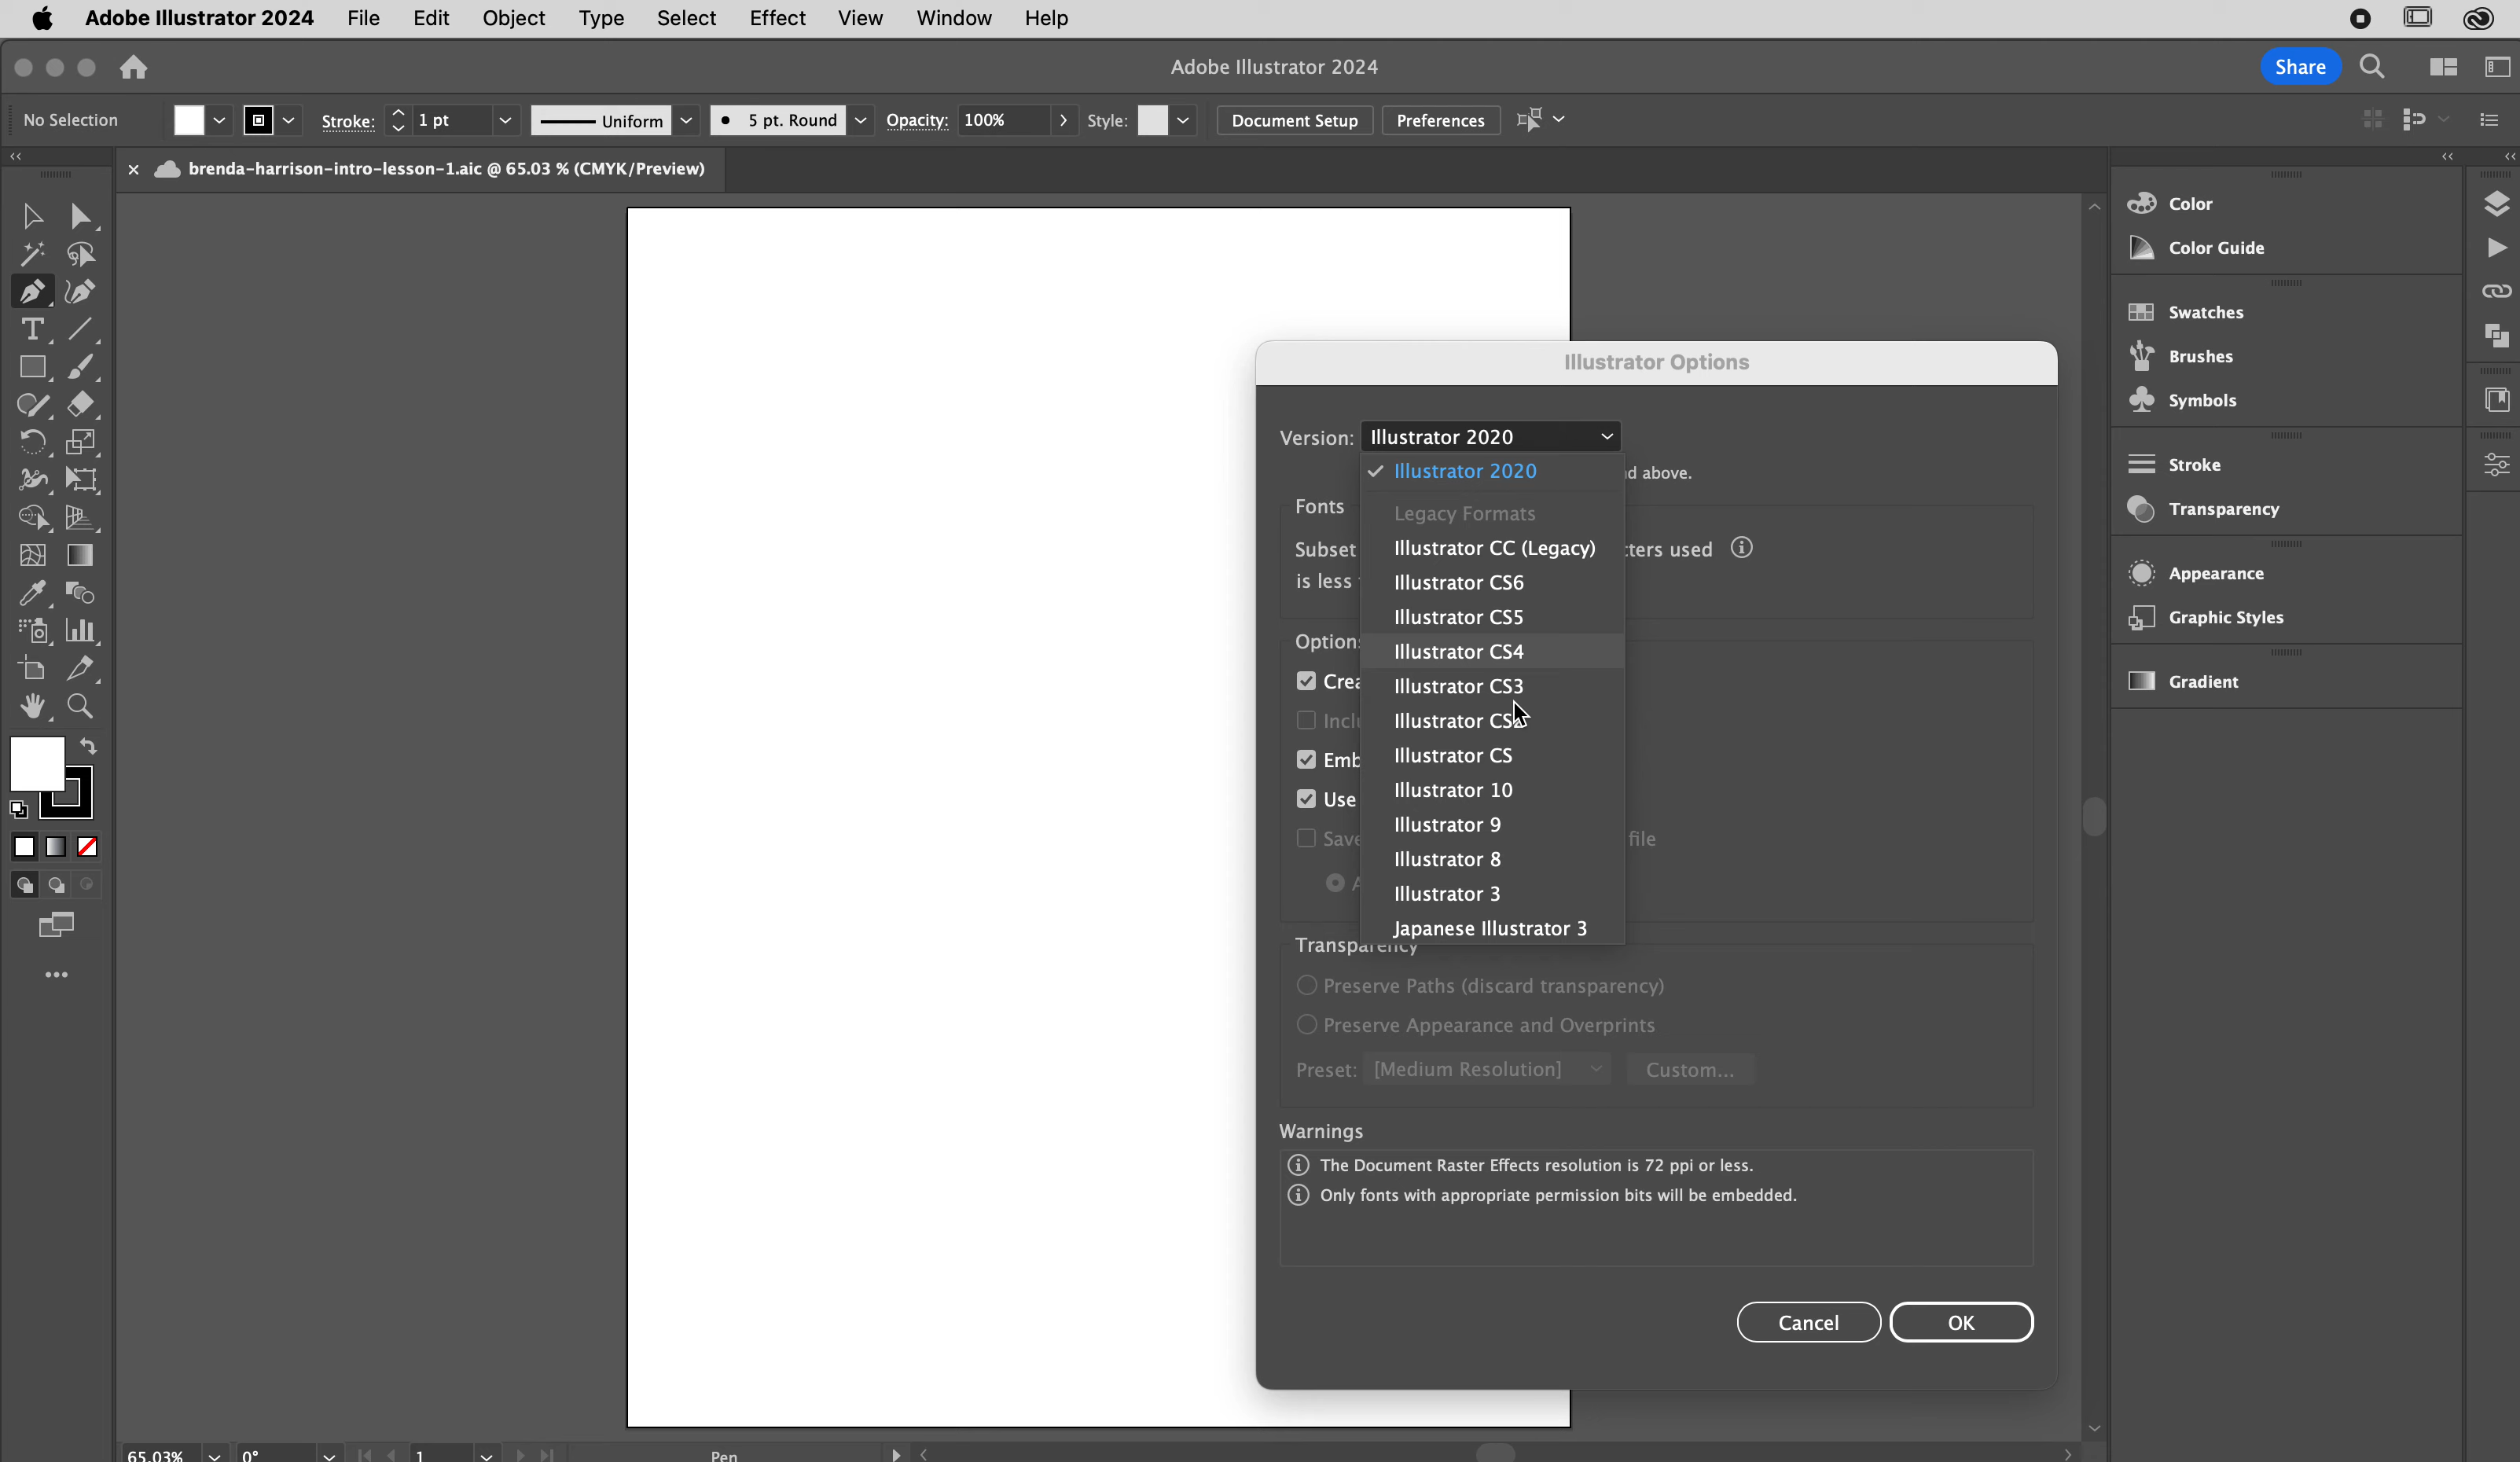 Adobe Illustrator 2024 File Edit Object Type Select Effect View Window Help
Adobe Illustrator 2024
Share
No Selection Stroke: 1 pt Uniform 5 pt. Round Opacity: 100% Style: Document Setup Preferences
brenda-harrison-intro-lesson-1.aic @ 65.03 % (CMYK/Preview)
Color
Color Guide
Swatches
Brushes
Symbols
Stroke
Transparency
Appearance
Graphic Styles
Gradient
Illustrator Options
Version: Illustrator 2020
Illustrator 2020
above.
Legacy Formats
Fonts
Illustrator CC (Legacy)
Subset
used
Illustrator CS6
is less
Illustrator CS5
Illustrator CS4
Illustrator CS3
Illustrator
Illustrator CS
Illustrator 10
Use
Illustrator 9
Save
file
Illustrator 8
Illustrator 3
Japanese Illustrator 3
Transparency
Preserve Paths (discard transparency)
Preserve Appearance and Overprints
Preset: [Medium Resolution] Custom...
Warnings
The Document Raster Effects resolution is 72 ppi or less.
Only fonts with appropriate permission bits will be embedded.
Cancel OK
65.03% 0° 1 Pen